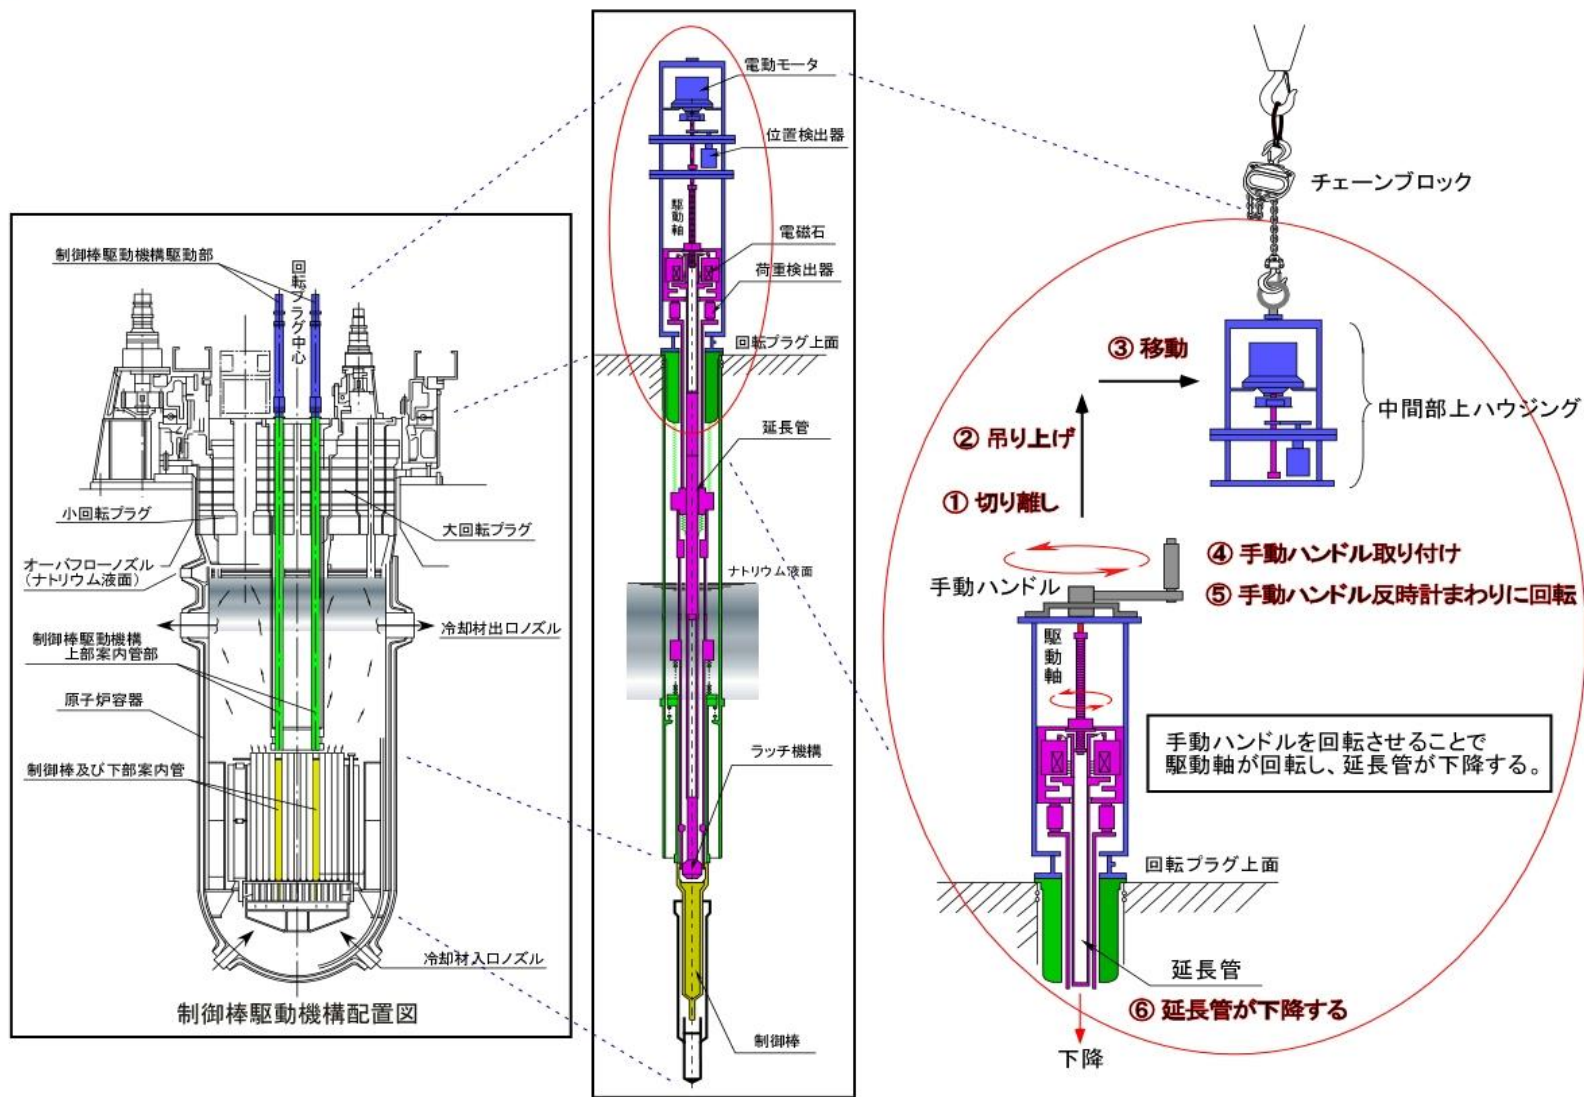 制御棒駆動機構駆動部
回転プラグ中心
小回転プラグ
大回転プラグ
オーバフローノズル
(ナトリウム液面)
冷却材出口ノズル
制御棒駆動機構
上部案内管部
原子炉容器
制御棒及び下部案内管
冷却材入口ノズル
制御棒駆動機構配置図
電動モータ
位置検出器
駆動軸
電磁石
荷重検出器
回転プラグ上面
延長管
ナトリウム液面
ラッチ機構
制御棒
チェーンブロック
③ 移動
中間部上ハウジング
② 吊り上げ
① 切り離し
④ 手動ハンドル取り付け
手動ハンドル
⑤ 手動ハンドル反時計まわりに回転
駆動軸
手動ハンドルを回転させることで
駆動軸が回転し、延長管が下降する。
回転プラグ上面
延長管
⑥ 延長管が下降する
下降